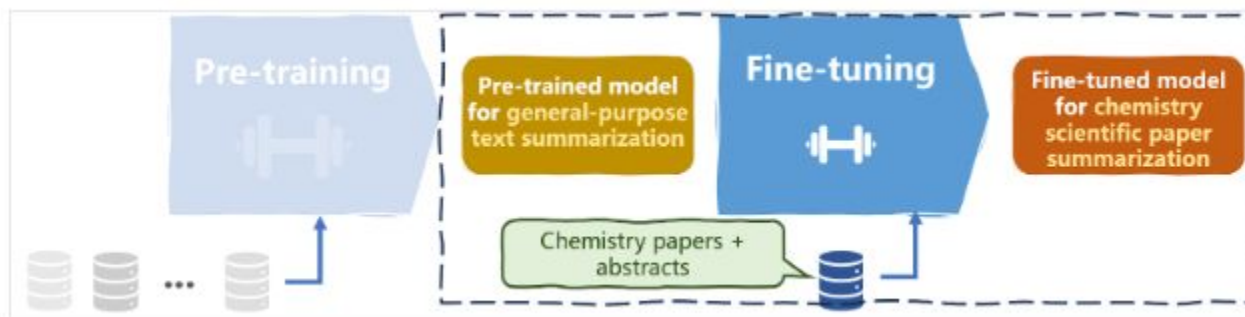 Pre-training
Pre-trained model
for general-purpose
text summarization
Fine-tuning
Fine-tuned model
for chemistry
scientific paper
summarization
Chemistry papers +
abstracts
...